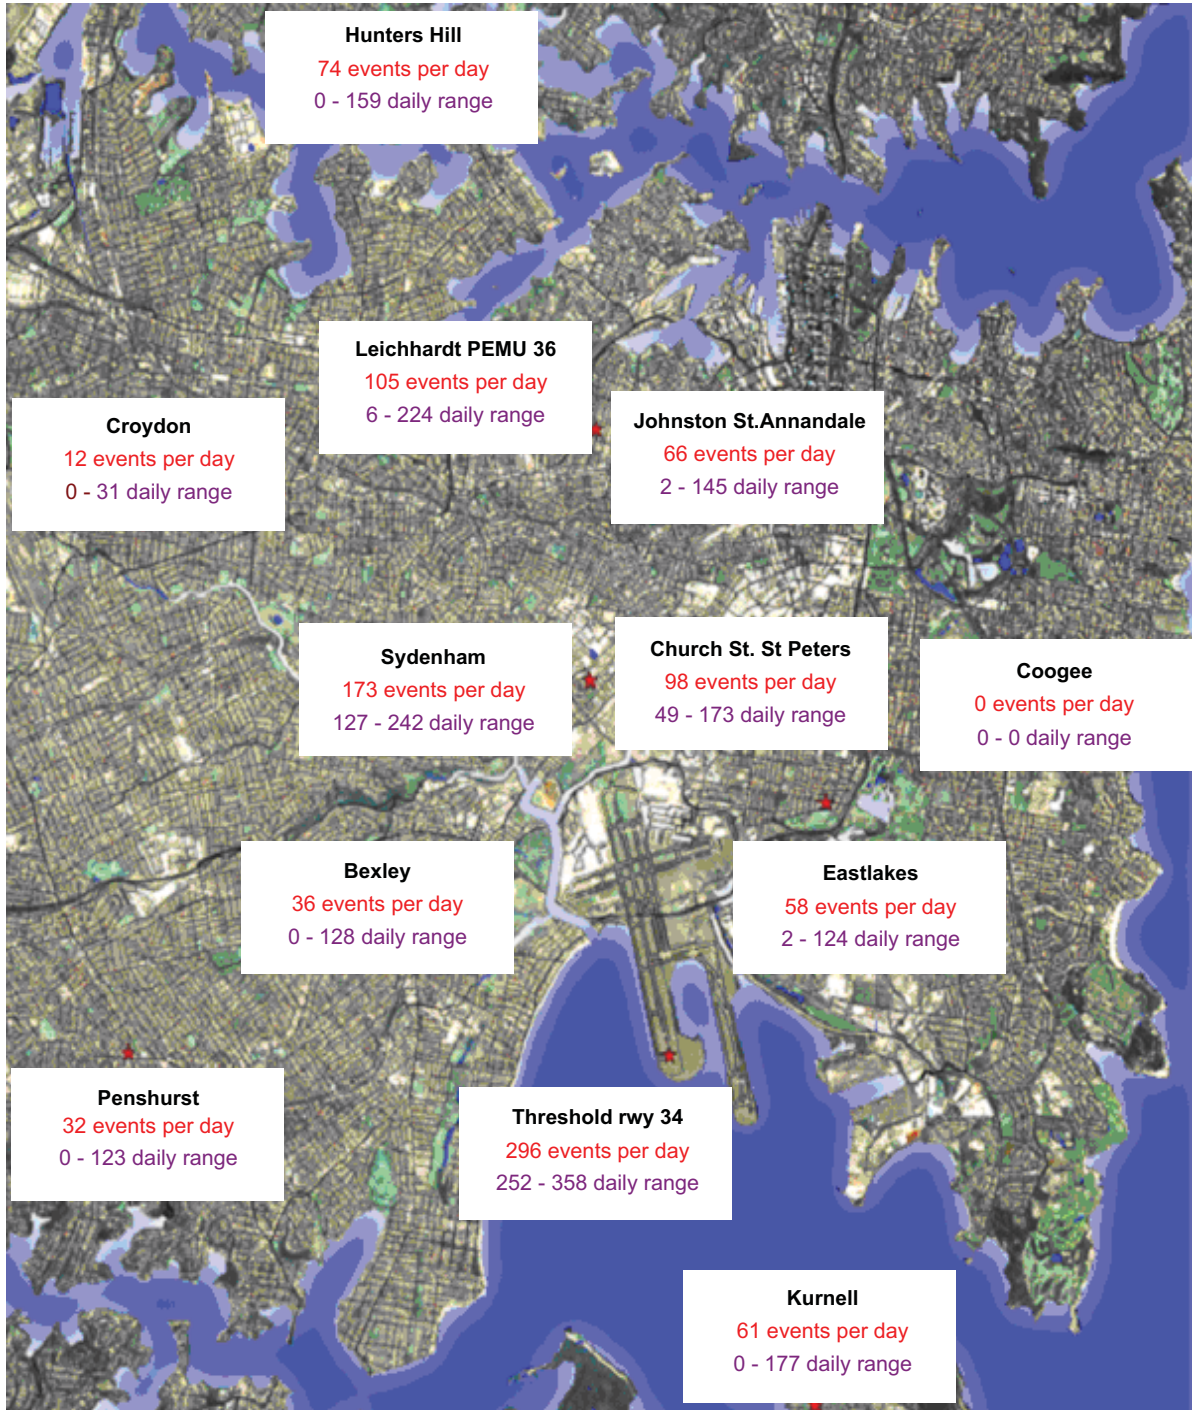 Hunters Hill
74 events per day
0 - 159 daily range
Leichhardt PEMU 36
105 events per day
6 - 224 daily range
Croydon
12 events per day
0 - 31 daily range
Johnston St.Annandale
66 events per day
2 - 145 daily range
Sydenham
173 events per day
127 - 242 daily range
Church St. St Peters
98 events per day
49 - 173 daily range
Coogee
0 events per day
0 - 0 daily range
Bexley
36 events per day
0 - 128 daily range
Eastlakes
58 events per day
2 - 124 daily range
Penshurst
32 events per day
0 - 123 daily range
Threshold rwy 34
296 events per day
252 - 358 daily range
Kurnell
61 events per day
0 - 177 daily range